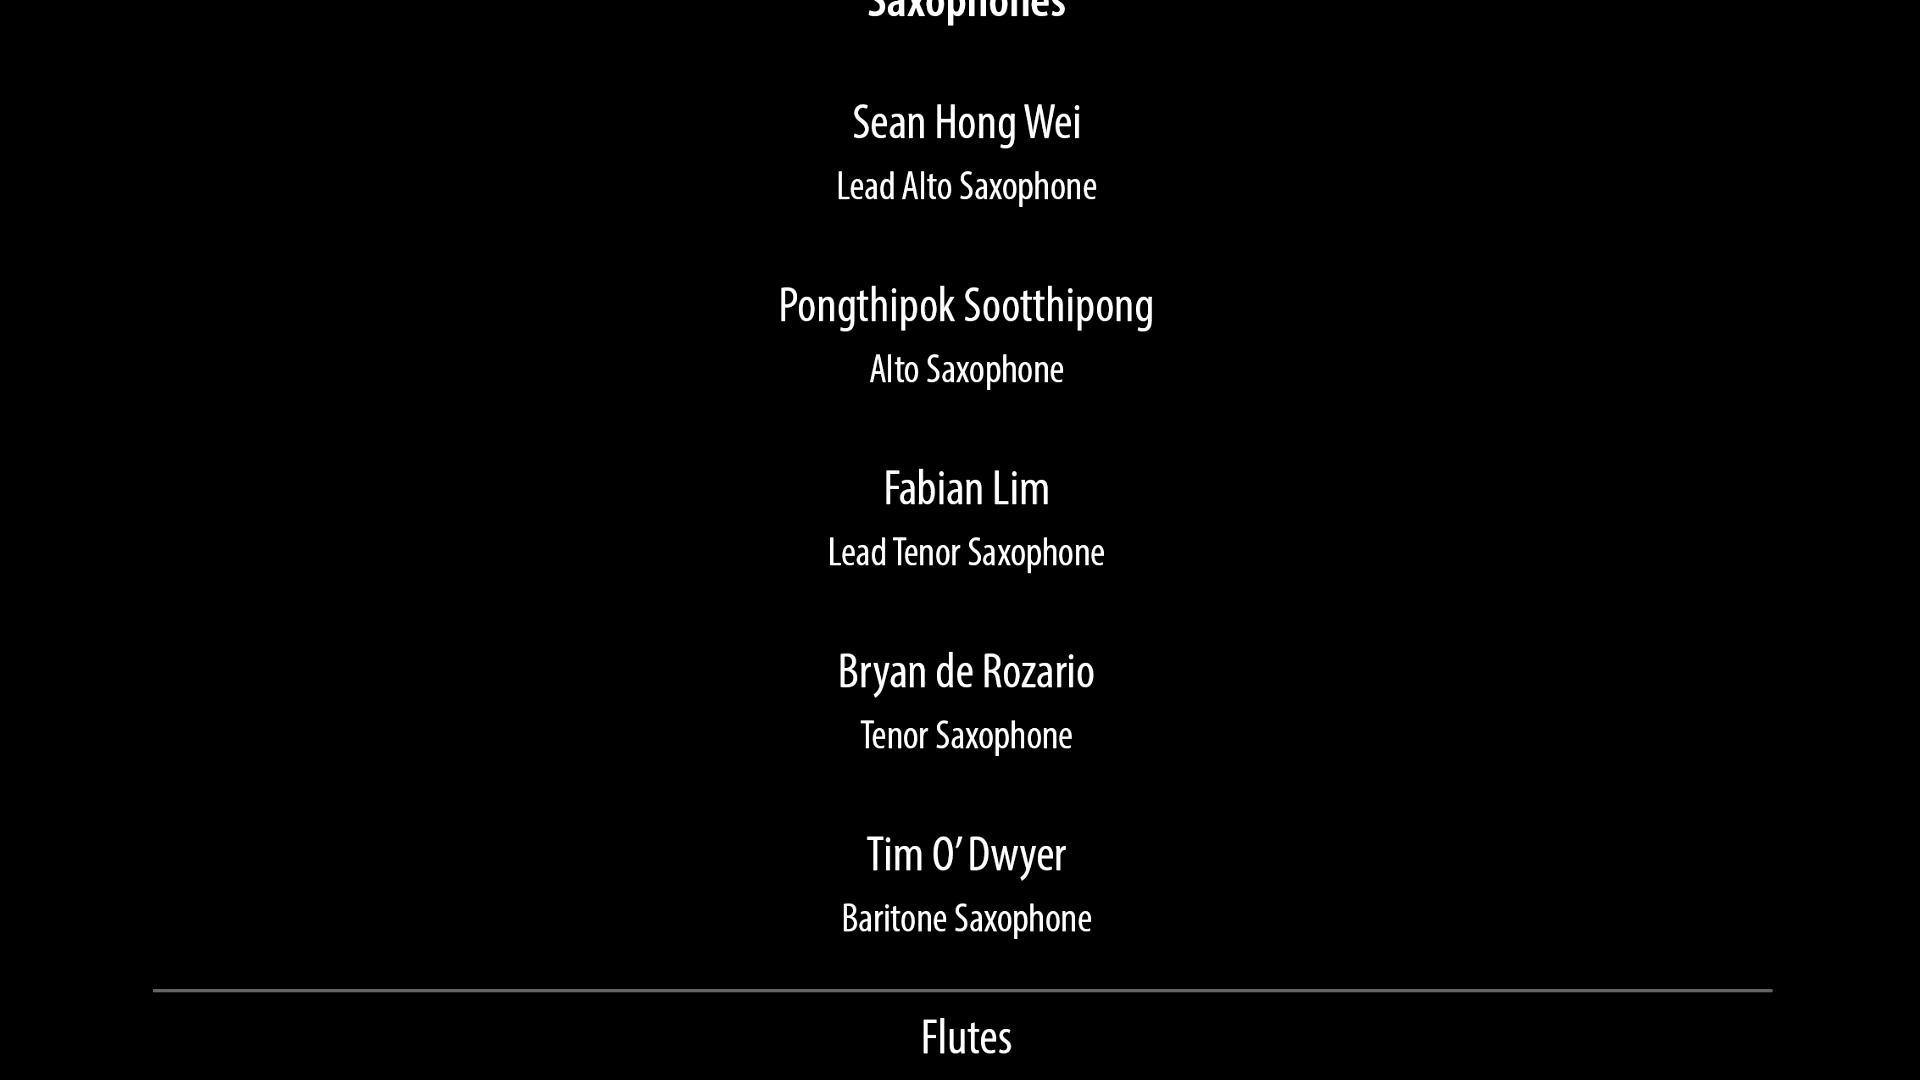 Saxophones
Sean Hong Wei
Lead Alto Saxophone
Pongthipok Sootthipong
Alto Saxophone
Fabian Lim
Lead Tenor Saxophone
Bryan de Rozario
Tenor Saxophone
Tim O’ Dwyer
Baritone Saxophone
Flutes